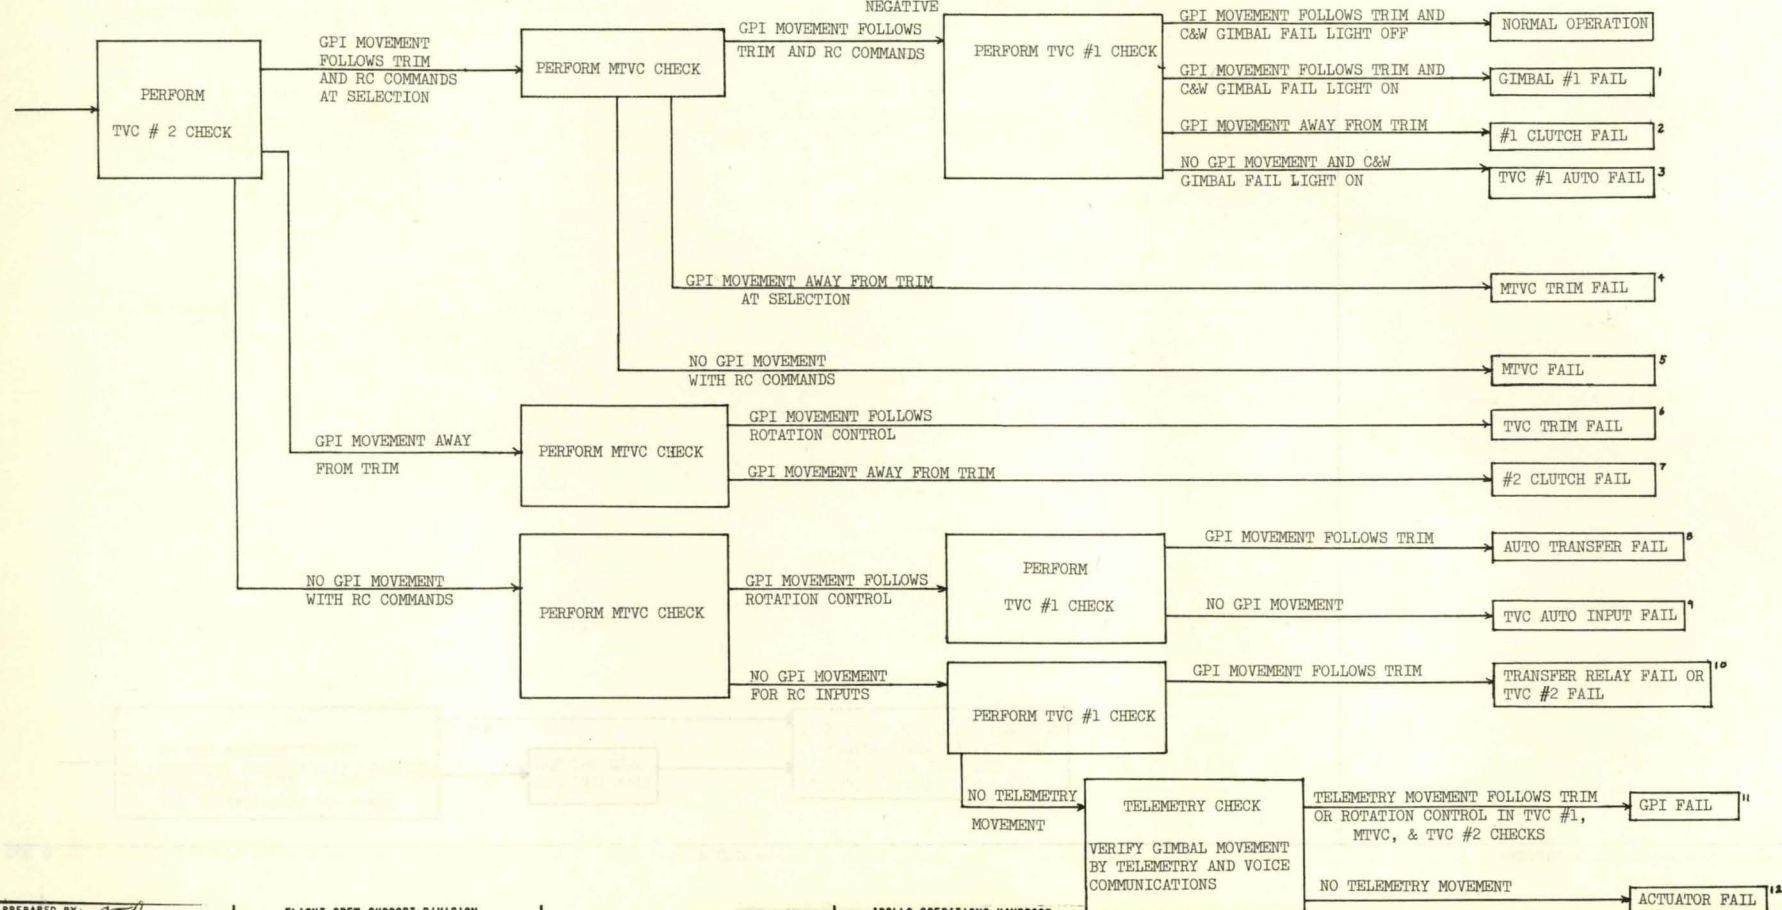 NEGATIVE
PERFORM
TVC # 2 CHECK
GPI MOVEMENT
FOLLOWS TRIM
AND RC COMMANDS
AT SELECTION
PERFORM MTVC CHECK
GPI MOVEMENT FOLLOWS
TRIM AND RC COMMANDS
PERFORM TVC #1 CHECK
GPI MOVEMENT FOLLOWS TRIM AND
C&W GIMBAL FAIL LIGHT OFF
NORMAL OPERATION
GPI MOVEMENT FOLLOWS TRIM AND
C&W GIMBAL FAIL LIGHT ON
GIMBAL #1 FAIL 1
GPI MOVEMENT AWAY FROM TRIM
#1 CLUTCH FAIL 2
NO GPI MOVEMENT AND C&W
GIMBAL FAIL LIGHT ON
TVC #1 AUTO FAIL 3
GPI MOVEMENT AWAY FROM TRIM
AT SELECTION
MTVC TRIM FAIL 4
NO GPI MOVEMENT
WITH RC COMMANDS
MTVC FAIL 5
GPI MOVEMENT AWAY
FROM TRIM
PERFORM MTVC CHECK
GPI MOVEMENT FOLLOWS
ROTATION CONTROL
TVC TRIM FAIL 6
GPI MOVEMENT AWAY FROM TRIM
#2 CLUTCH FAIL 7
NO GPI MOVEMENT
WITH RC COMMANDS
PERFORM MTVC CHECK
GPI MOVEMENT FOLLOWS
ROTATION CONTROL
PERFORM
TVC #1 CHECK
GPI MOVEMENT FOLLOWS TRIM
AUTO TRANSFER FAIL 8
NO GPI MOVEMENT
TVC AUTO INPUT FAIL 9
NO GPI MOVEMENT
FOR RC INPUTS
PERFORM TVC #1 CHECK
GPI MOVEMENT FOLLOWS TRIM
TRANSFER RELAY FAIL OR 10
TVC #2 FAIL
NO TELEMETRY
MOVEMENT
TELEMETRY CHECK
VERIFY GIMBAL MOVEMENT
BY TELEMETRY AND VOICE
COMMUNICATIONS
TELEMETRY MOVEMENT FOLLOWS TRIM
OR ROTATION CONTROL IN TVC #1,
MTVC, & TVC #2 CHECKS
GPI FAIL 11
NO TELEMETRY MOVEMENT
ACTUATOR FAIL 12
PREPARED BY:
FLIGHT CREW SUPPORT DIVISION
APOLLO OPERATIONS HANDBOOK